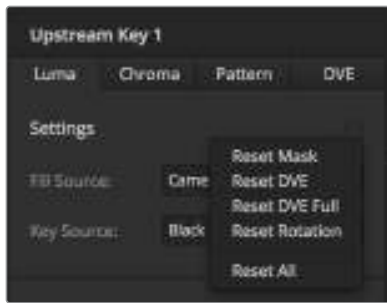 Upstream Key 1
Luma Chroma Pattern DVE
Settings
Reset Mask
Fill Source: Came Reset DVE
Reset DVE Full
Key Source: Black Reset Rotation
Reset All